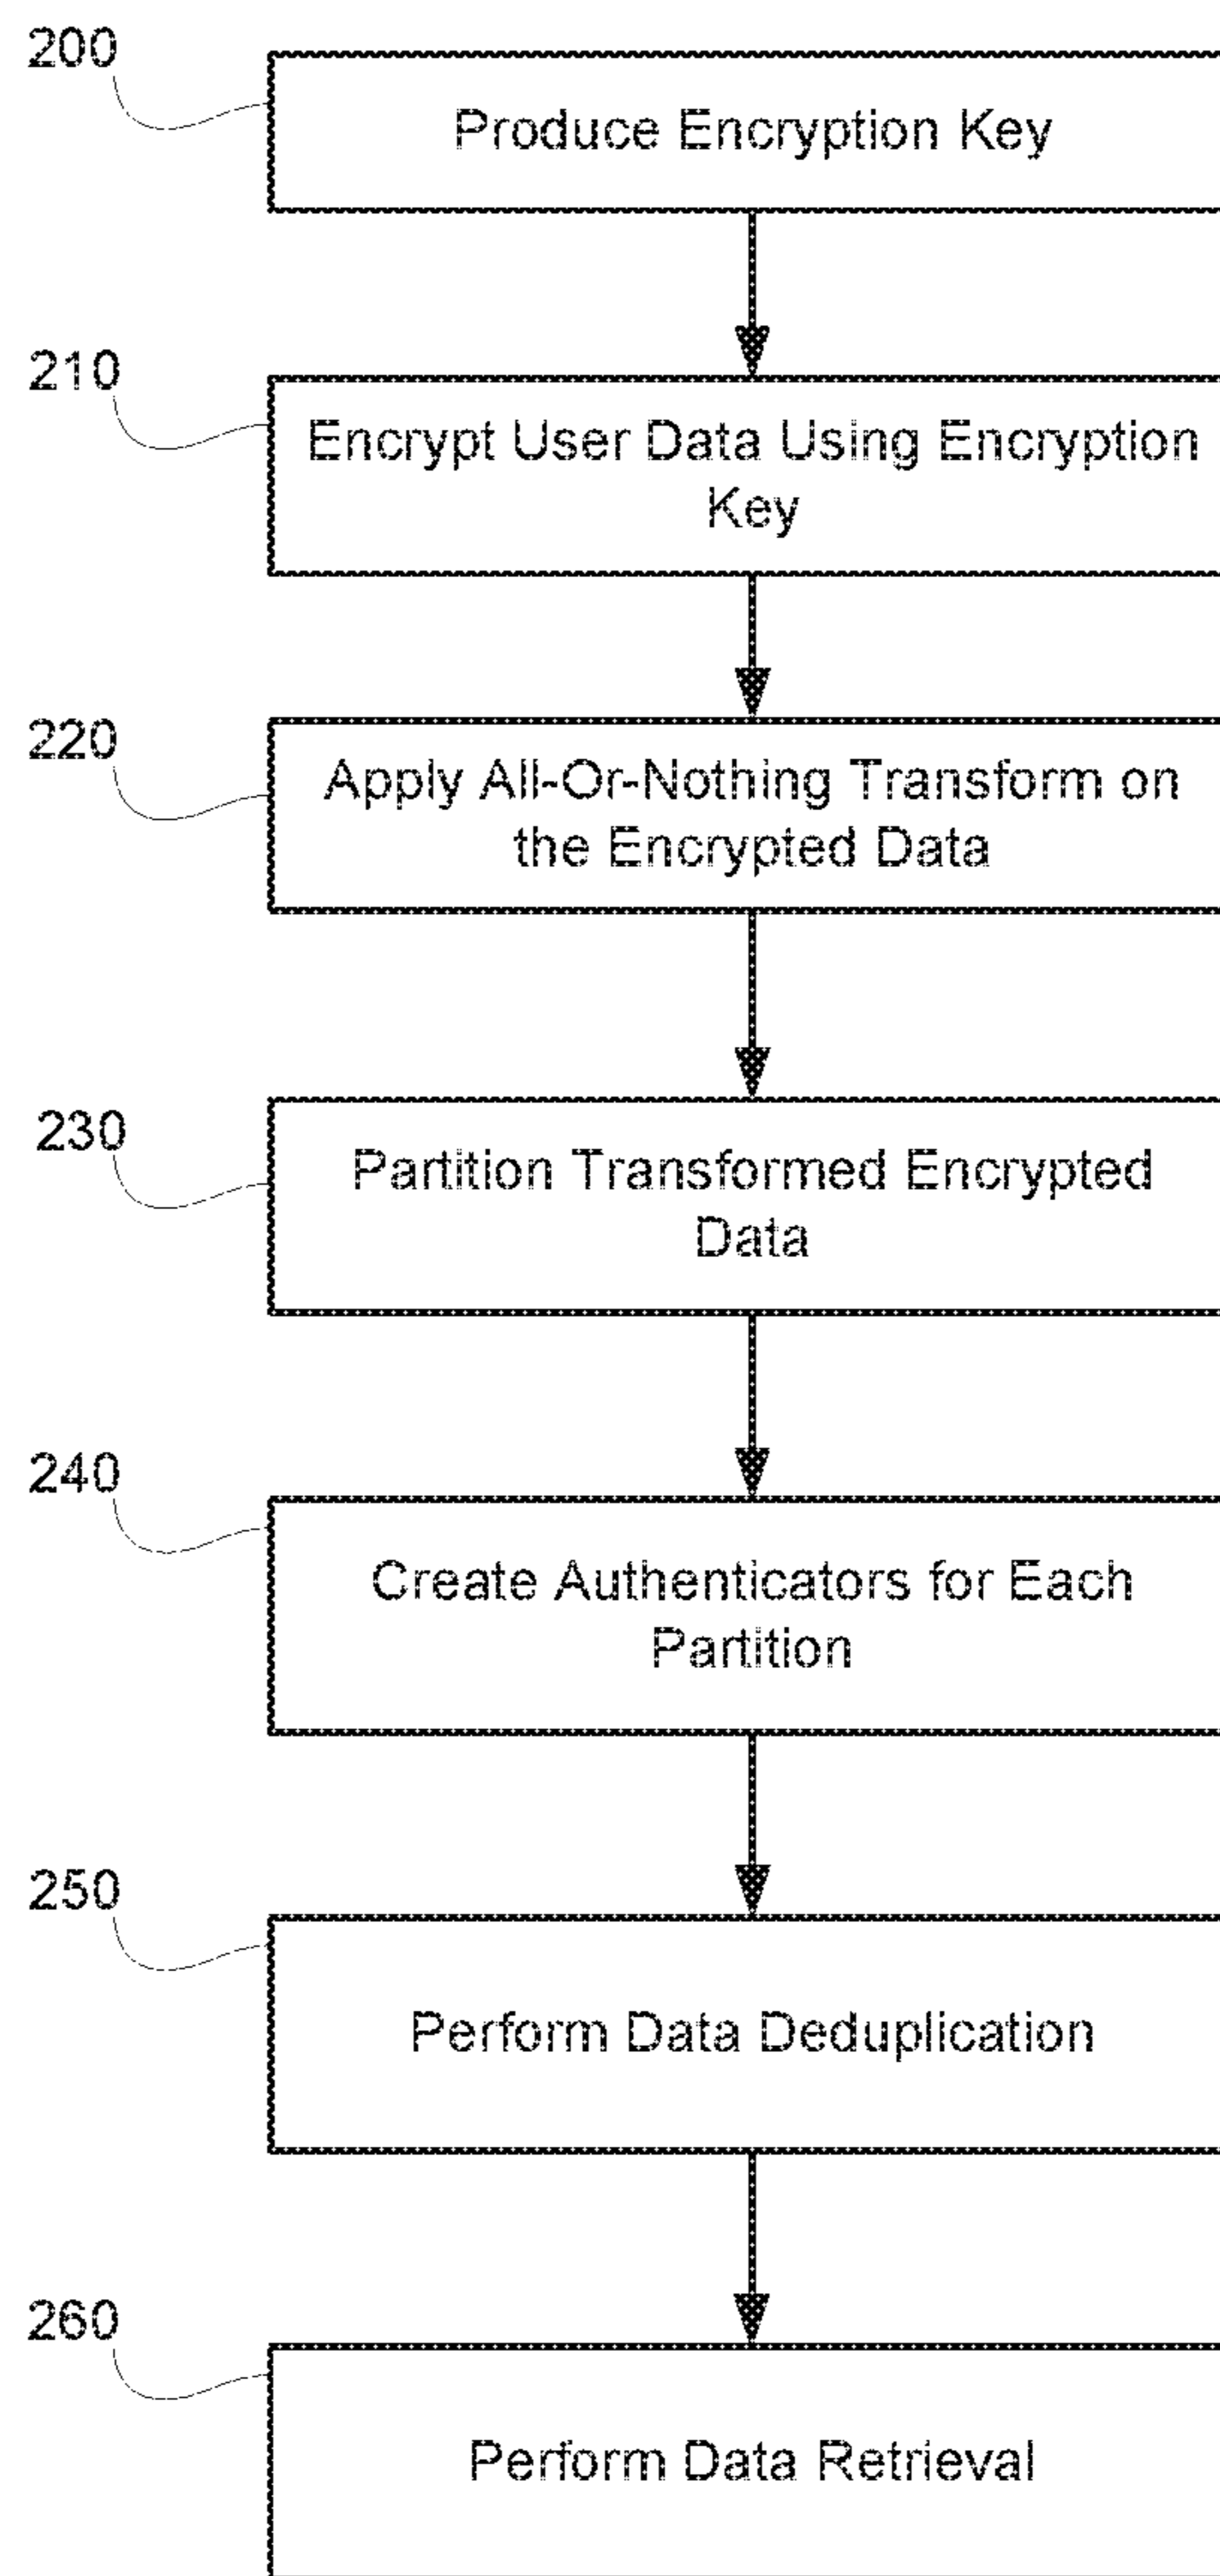 200
Produce Encryption Key
210
Encrypt User Data Using Encryption
Key
220
Apply All-Or-Nothing Transform on
the Encrypted Data
230
Partition Transformed Encrypted
Data
240
Create Authenticators for Each
Partition
250
Perform Data Deduplication
260
Perform Data Retrieval